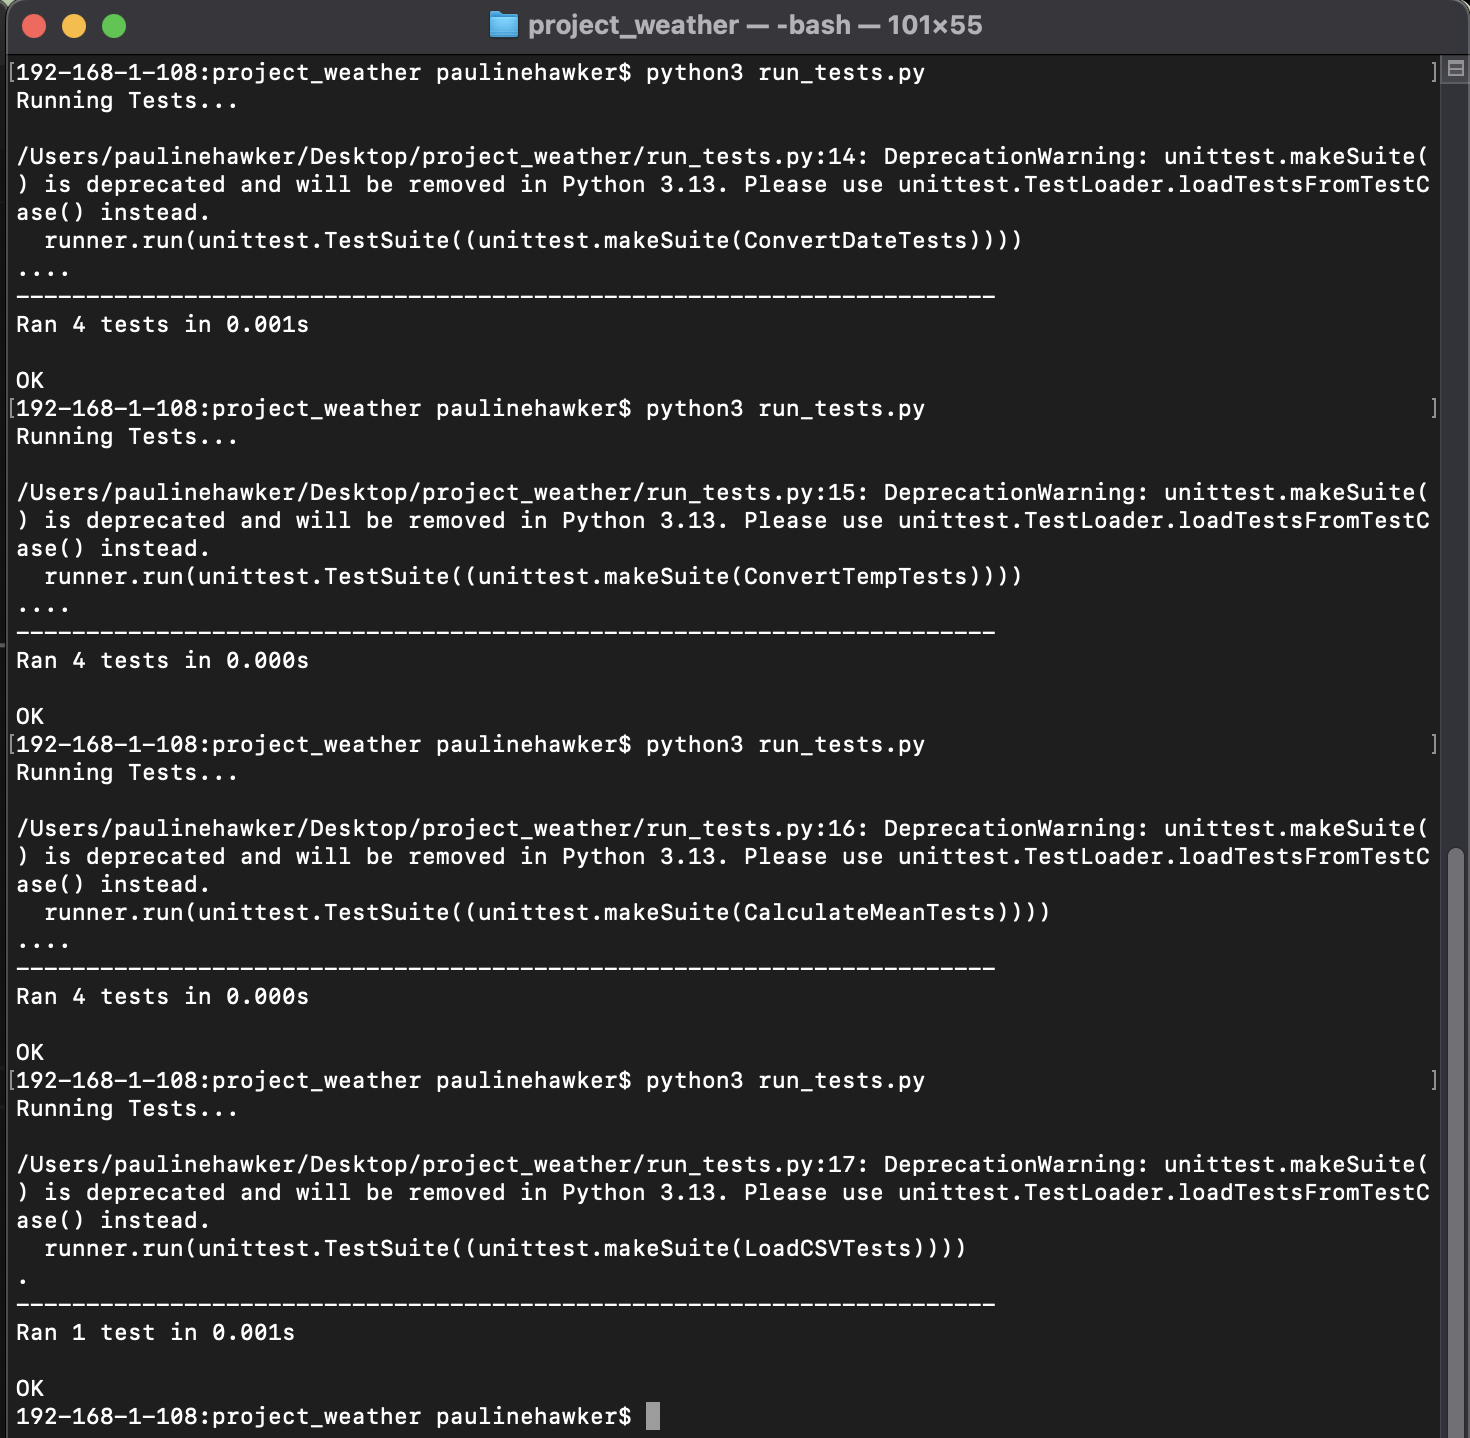 project_weather — -bash — 101×55
[192-168-1-108:project_weather paulinehawker$ python3 run_tests.py ]
Running Tests...
/Users/paulinehawker/Desktop/project_weather/run_tests.py:14: DeprecationWarning: unittest.makeSuite(
) is deprecated and will be removed in Python 3.13. Please use unittest.TestLoader.loadTestsFromTestC
ase() instead.
  runner.run(unittest.TestSuite((unittest.makeSuite(ConvertDateTests))))
....
----------------------------------------------------------------------
Ran 4 tests in 0.001s
OK
[192-168-1-108:project_weather paulinehawker$ python3 run_tests.py ]
Running Tests...
/Users/paulinehawker/Desktop/project_weather/run_tests.py:15: DeprecationWarning: unittest.makeSuite(
) is deprecated and will be removed in Python 3.13. Please use unittest.TestLoader.loadTestsFromTestC
ase() instead.
  runner.run(unittest.TestSuite((unittest.makeSuite(ConvertTempTests))))
....
----------------------------------------------------------------------
Ran 4 tests in 0.000s
OK
[192-168-1-108:project_weather paulinehawker$ python3 run_tests.py ]
Running Tests...
/Users/paulinehawker/Desktop/project_weather/run_tests.py:16: DeprecationWarning: unittest.makeSuite(
) is deprecated and will be removed in Python 3.13. Please use unittest.TestLoader.loadTestsFromTestC
ase() instead.
  runner.run(unittest.TestSuite((unittest.makeSuite(CalculateMeanTests))))
....
----------------------------------------------------------------------
Ran 4 tests in 0.000s
OK
[192-168-1-108:project_weather paulinehawker$ python3 run_tests.py ]
Running Tests...
/Users/paulinehawker/Desktop/project_weather/run_tests.py:17: DeprecationWarning: unittest.makeSuite(
) is deprecated and will be removed in Python 3.13. Please use unittest.TestLoader.loadTestsFromTestC
ase() instead.
  runner.run(unittest.TestSuite((unittest.makeSuite(LoadCSVTests))))
.
----------------------------------------------------------------------
Ran 1 test in 0.001s
OK
192-168-1-108:project_weather paulinehawker$